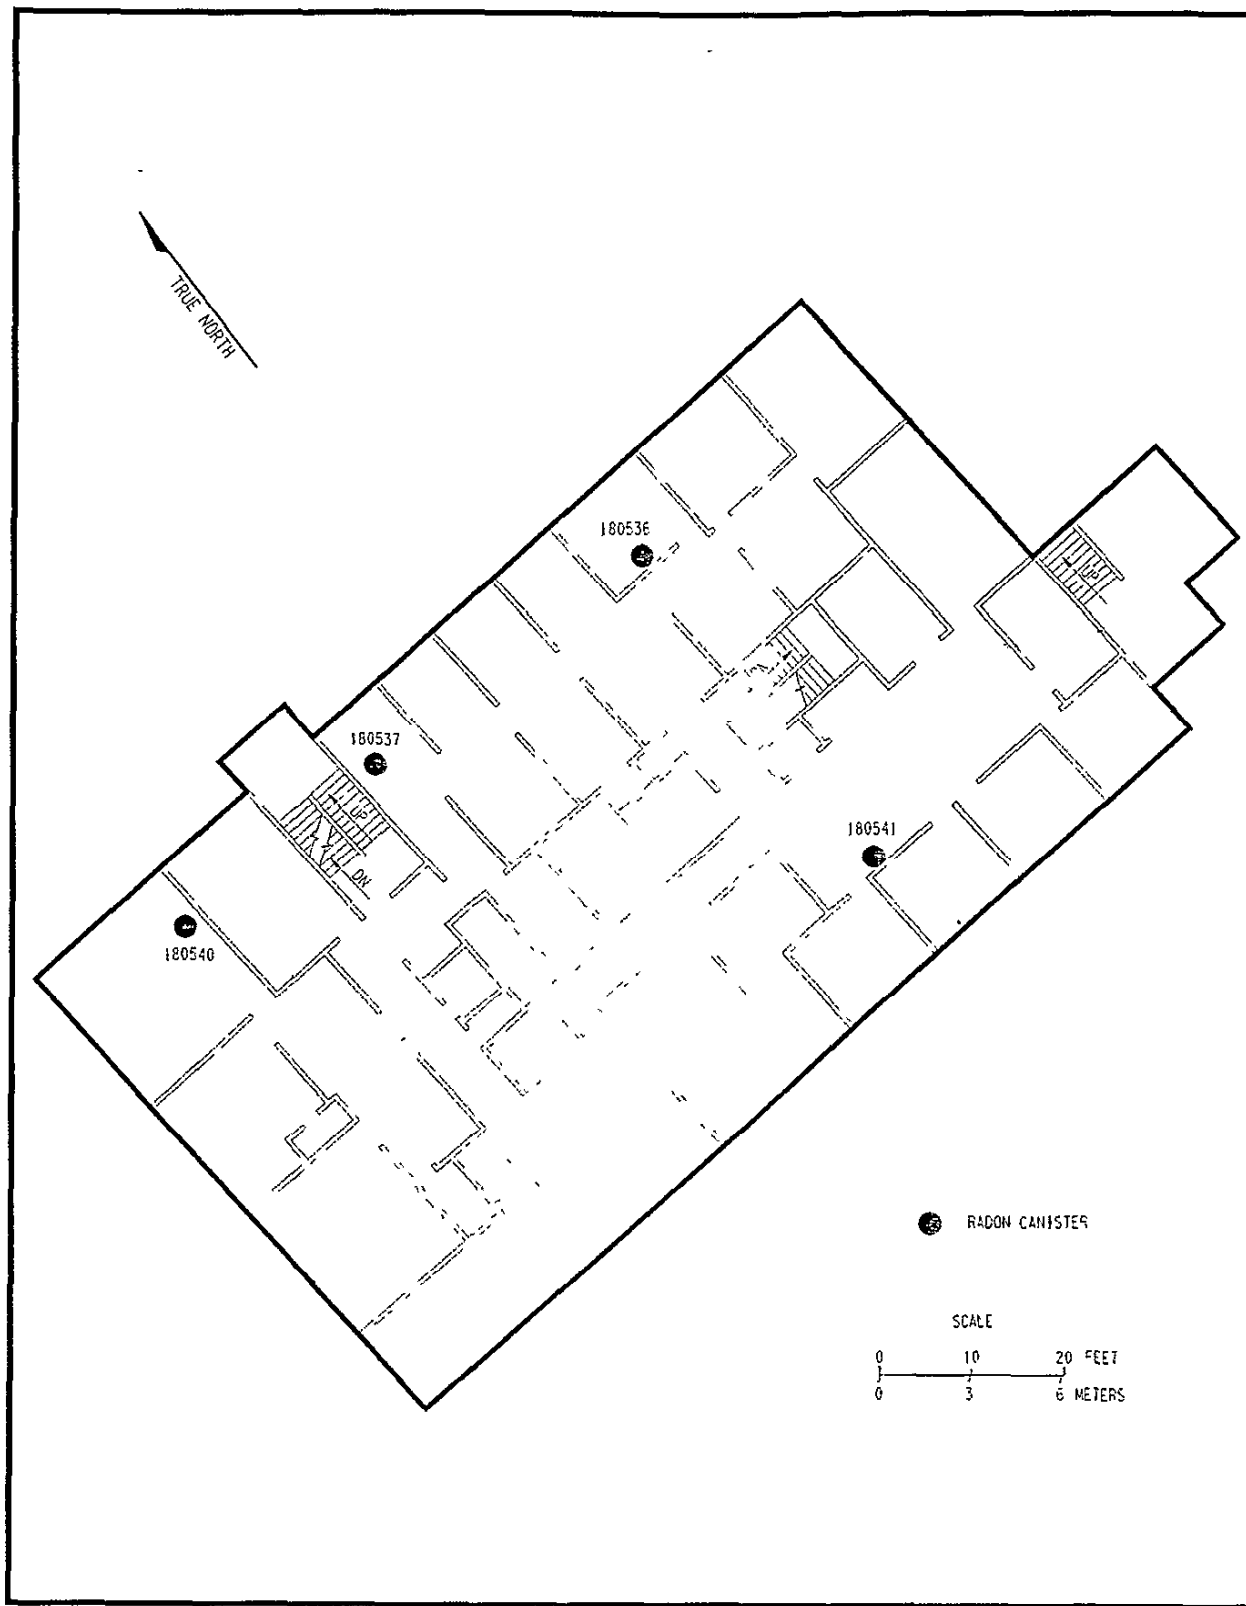 TRUE NORTH
180536
UP
180537
UP
DN
180541
180540
RADON CANISTER
SCALE
0 10 20 FEET
0 3 6 METERS